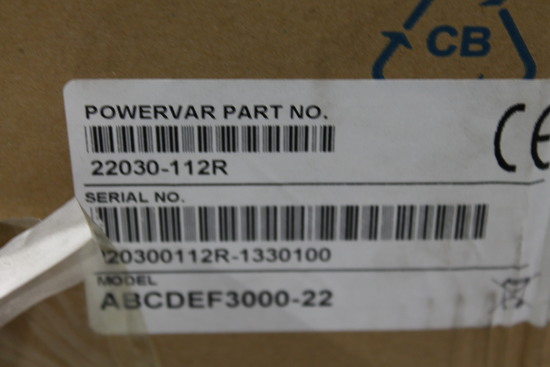 CB
POWERVAR PART NO.
CE
22030-112R
SERIAL NO.
20300112R-1330100
MODEL
ABCDEF3000-22